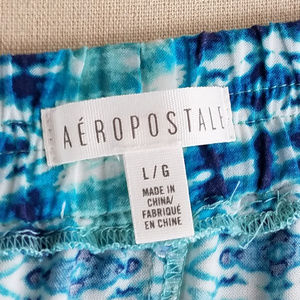 AÉROPOSTALE
L/G
MADE IN
CHINA/
FABRIQUÉ
EN CHINE